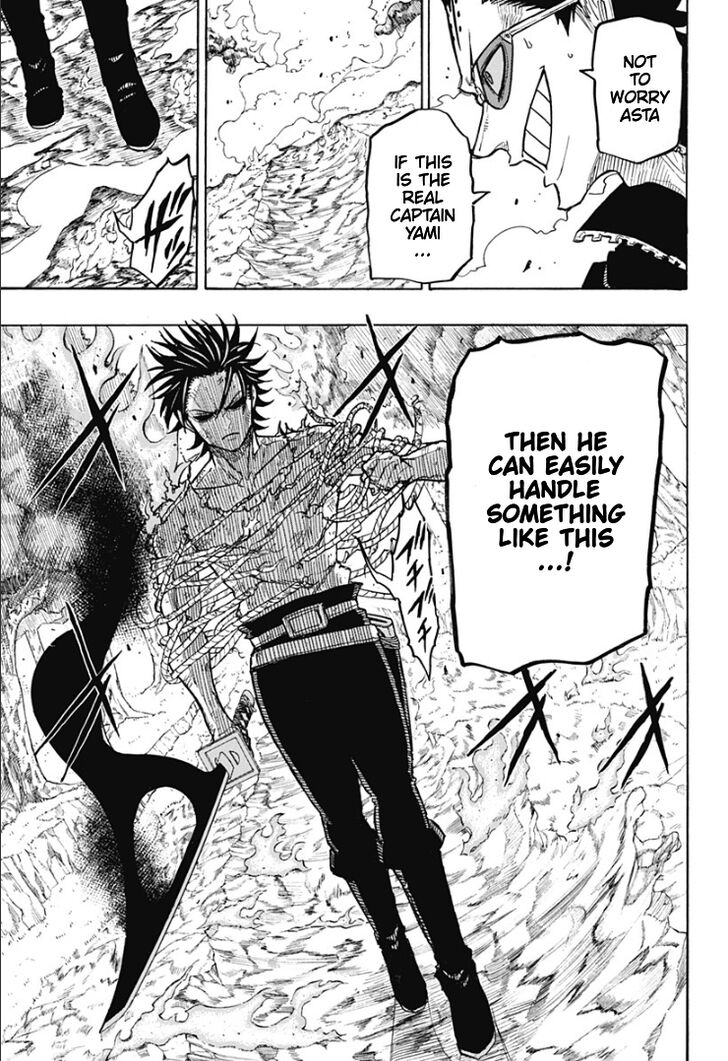 NOT
TO
WORRY
ASTA
IF THIS
IS THE
REAL
CAPTAIN
YAMI
...
THEN HE
CAN EASILY
HANDLE
SOMETHING
LIKE THIS
...!